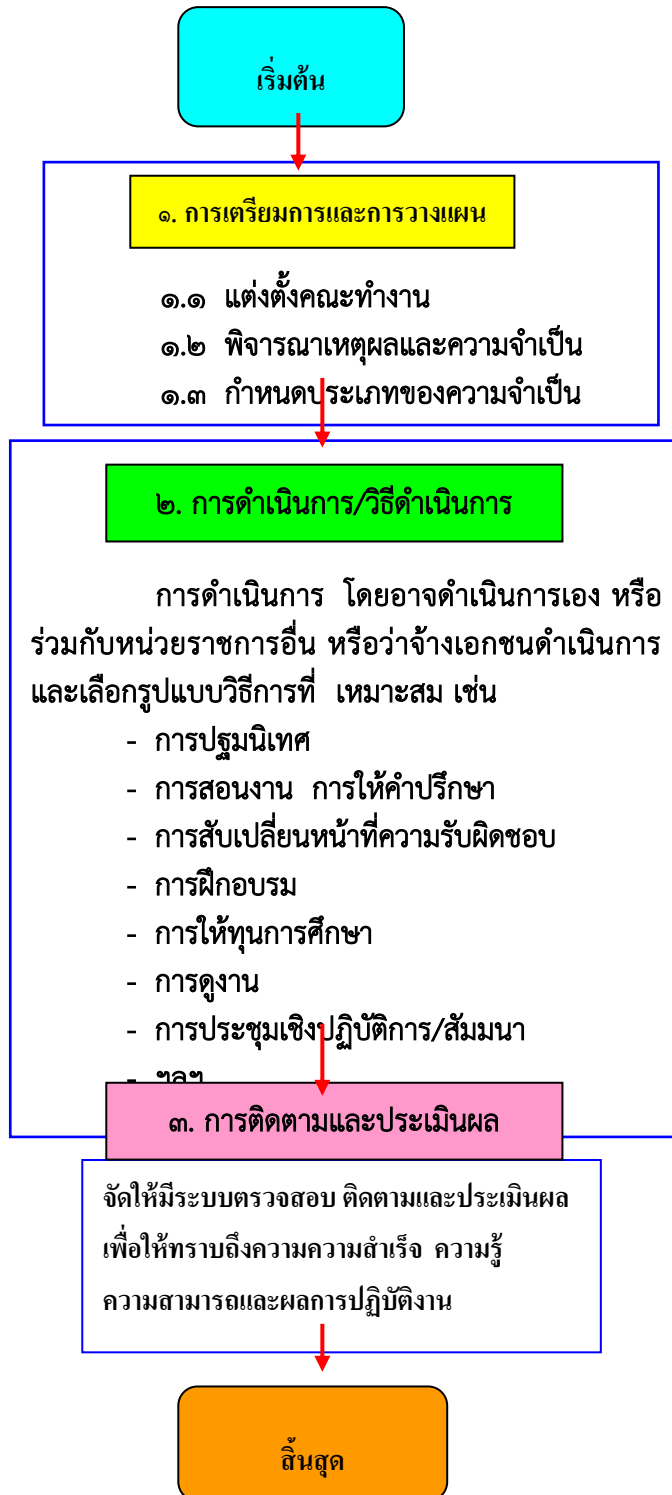 เริ่มต้น
๑. การเตรียมการและการวางแผน
๑.๑ แต่งตั้งคณะทำงาน
๑.๒ พิจารณาเหตุผลและความจำเป็น
๑.๓ กำหนดประเภทของความจำเป็น
๒. การดำเนินการ/วิธีดำเนินการ
การดำเนินการ โดยอาจดำเนินการเอง หรือ
ร่วมกับหน่วยราชการอื่น หรือว่าจ้างเอกชนดำเนินการ
และเลือกรูปแบบวิธีการที่ เหมาะสม เช่น
- การปฐมนิเทศ
- การสอนงาน การให้คำปรึกษา
- การสับเปลี่ยนหน้าที่ความรับผิดชอบ
- การฝึกอบรม
- การให้ทุนการศึกษา
- การดูงาน
- การประชุมเชิงปฏิบัติการ/สัมมนา
- ฯลฯ
๓. การติดตามและประเมินผล
จัดให้มีระบบตรวจสอบ ติดตามและประเมินผล
เพื่อให้ทราบถึงความความสำเร็จ ความรู้
ความสามารถและผลการปฏิบัติงาน
สิ้นสุด